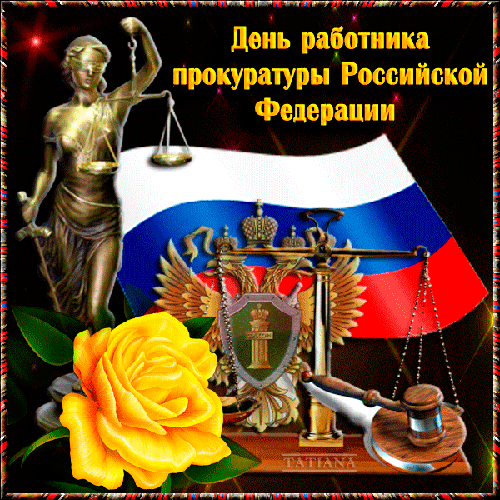 День работника
прокуратуры Российской
Федерации
TATIANA